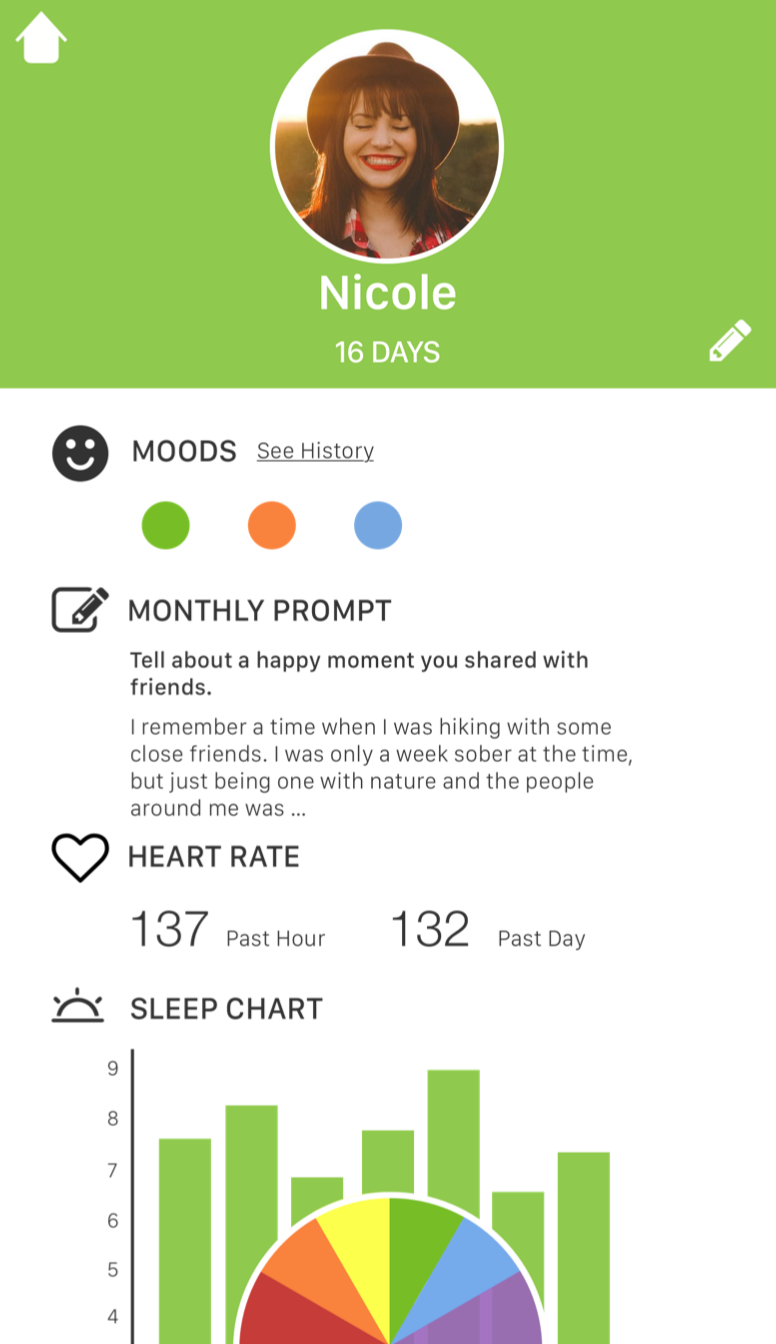 Nicole
16 DAYS
MOODS See History
MONTHLY PROMPT
Tell about a happy moment you shared with
friends.
I remember a time when I was hiking with some
close friends. I was only a week sober at the time,
but just being one with nature and the people
around me was ...
HEART RATE
137 Past Hour 132 Past Day
SLEEP CHART
9
8
7
6
5
4